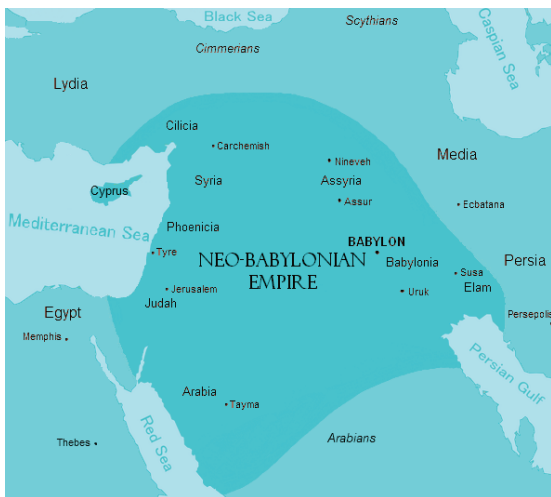 Black Sea
Scythians
Cimmerians
Caspian Sea
Lydia
Cilicia
Carchemish
Nineveh
Media
Cyprus
Syria
Assyria
Assur
Ecbatana
Mediterranean Sea
Phoenicia
Tyre
BABYLON
NEO-BABYLONIAN
EMPIRE
Babylonia
Persia
Susa
Elam
Jerusalem
Judah
Uruk
Egypt
Memphis
Persepolis
Persian Gulf
Arabia
Tayma
Red Sea
Thebes
Arabians